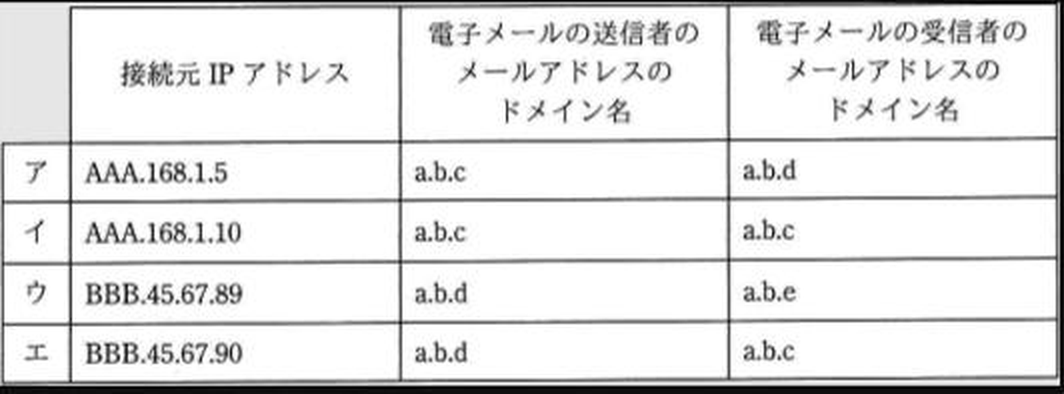 接続元 IP アドレス
電子メールの送信者の
メールアドレスの
ドメイン名
電子メールの受信者の
メールアドレスの
ドメイン名
ア AAA.168.1.5 a.b.c a.b.d
イ AAA.168.1.10 a.b.c a.b.c
ウ BBB.45.67.89 a.b.d a.b.e
エ BBB.45.67.90 a.b.d a.b.c